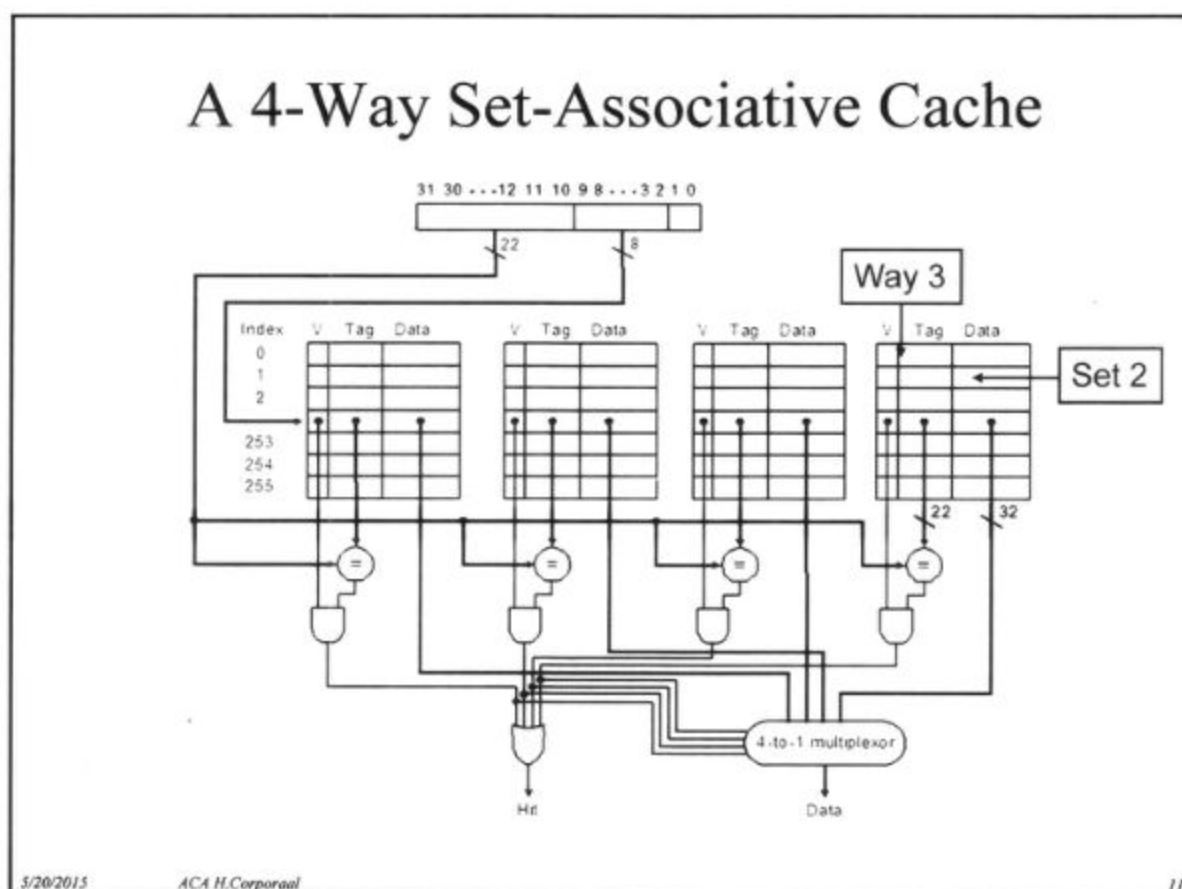 A 4-Way Set-Associative Cache
31 30 ···12 11 10 9 8 ···3 2 1 0
22
8
Way 3
Index
V Tag Data
V Tag Data
V Tag Data
V Tag Data
0
1
2
Set 2
253
254
255
22
32
=
=
=
=
4-to-1 multiplexor
Hit
Data
5/20/2015
ACA H.Corporaal
11